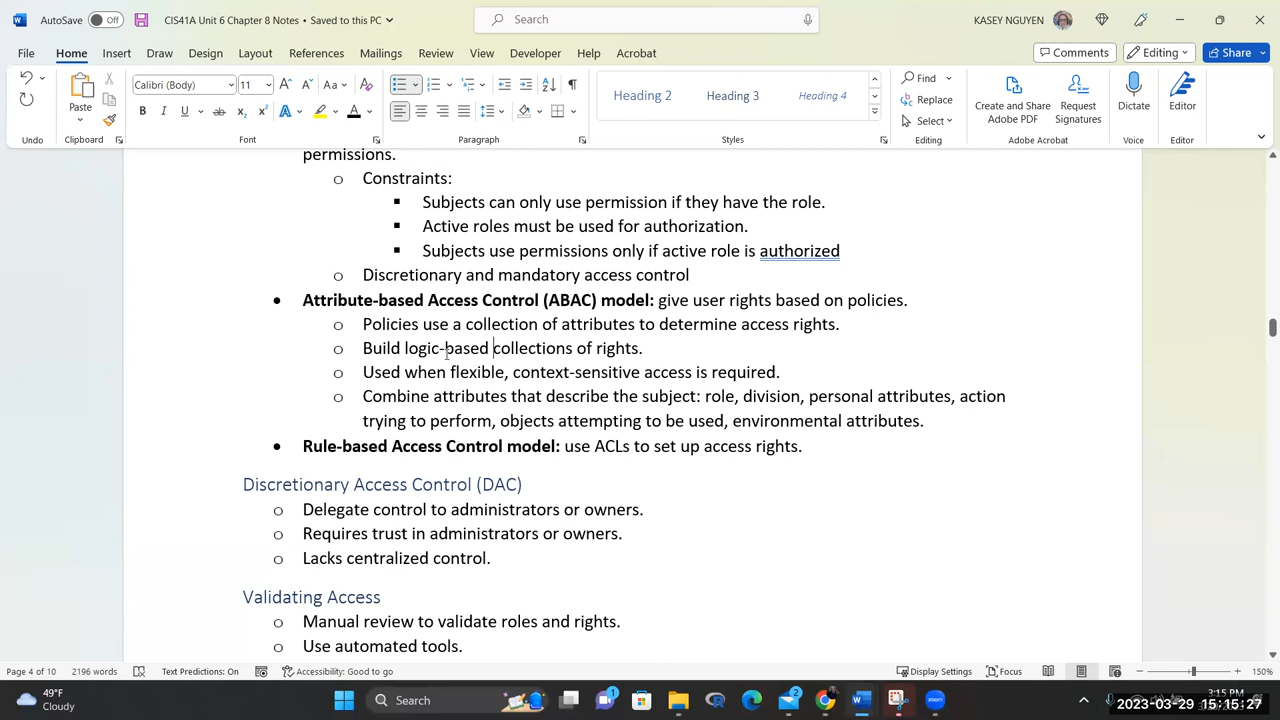 AutoSave Off CIS41A Unit 6 Chapter 8 Notes • Saved to this PC Search KASEY NGUYEN
File Home Insert Draw Design Layout References Mailings Review View Developer Help Acrobat Comments Editing Share
Calibri (Body) 11 Heading 2 Heading 3 Heading 4 Find
Paste Replace Create and Share Adobe PDF Request Signatures Dictate Editor
Select
Undo Clipboard Font Paragraph Styles Editing Adobe Acrobat Voice Editor
permissions.
o Constraints:
▪ Subjects can only use permission if they have the role.
▪ Active roles must be used for authorization.
▪ Subjects use permissions only if active role is authorized
o Discretionary and mandatory access control
• Attribute-based Access Control (ABAC) model: give user rights based on policies.
o Policies use a collection of attributes to determine access rights.
o Build logic-based collections of rights.
o Used when flexible, context-sensitive access is required.
o Combine attributes that describe the subject: role, division, personal attributes, action
trying to perform, objects attempting to be used, environmental attributes.
• Rule-based Access Control model: use ACLs to set up access rights.
Discretionary Access Control (DAC)
o Delegate control to administrators or owners.
o Requires trust in administrators or owners.
o Lacks centralized control.
Validating Access
o Manual review to validate roles and rights.
o Use automated tools.
Page 4 of 10 2196 words Text Predictions: On Accessibility: Good to go Display Settings Focus 150%
49°F
Cloudy
Search
3:15 PM
2023-03-29 15:15:27